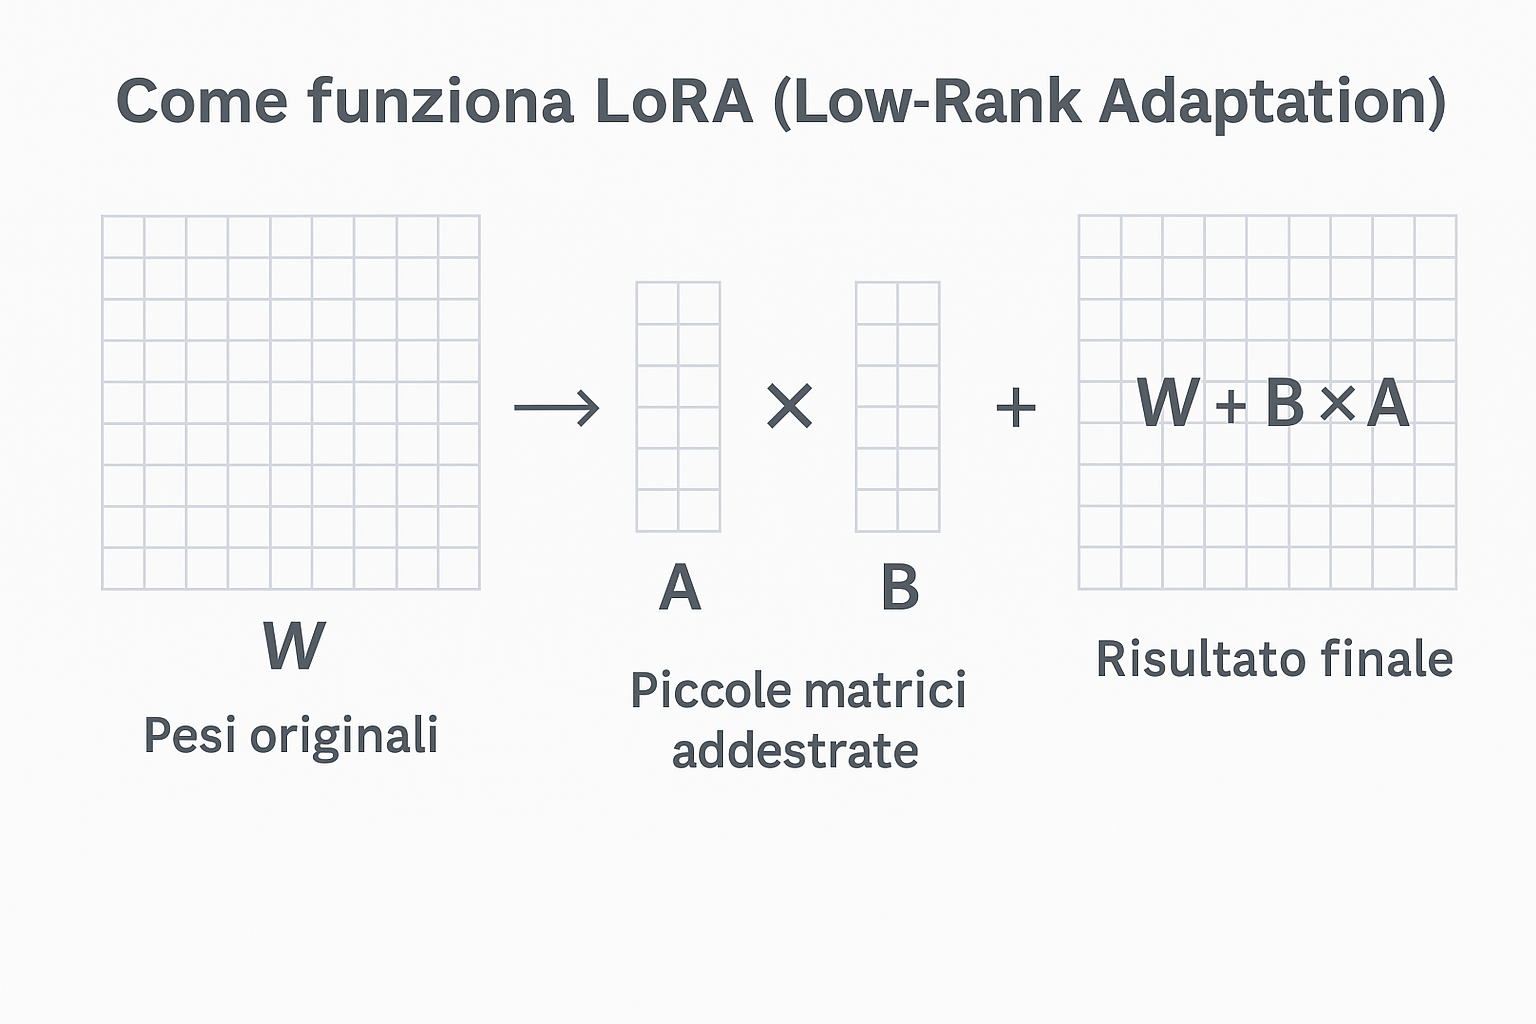 Come funziona LoRA (Low-Rank Adaptation)
→
×
+
W + B × A
A
B
W
Risultato finale
Piccole matrici
addestrate
Pesi originali